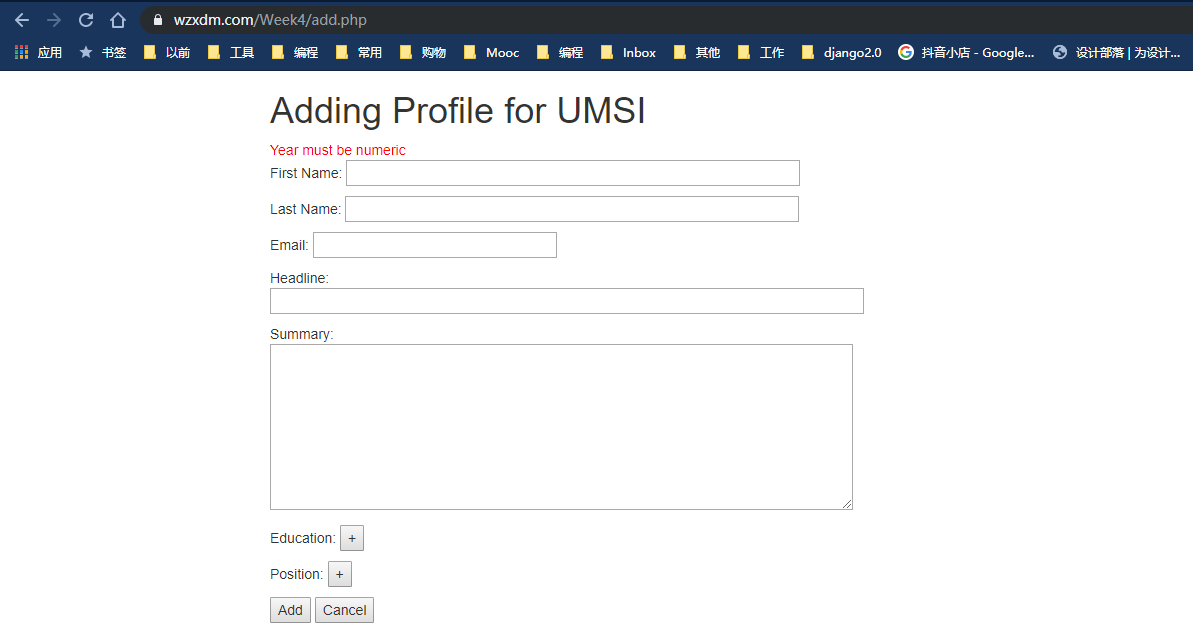 wzxdm.com/Week4/add.php
应用 书签 以前 工具 编程 常用 购物 Mooc 编程 Inbox 其他 工作 django2.0 抖音小店 - Google... 设计部落 | 为设计...
Adding Profile for UMSI
Year must be numeric
First Name:
Last Name:
Email:
Headline:
Summary:
Education: +
Position: +
Add Cancel